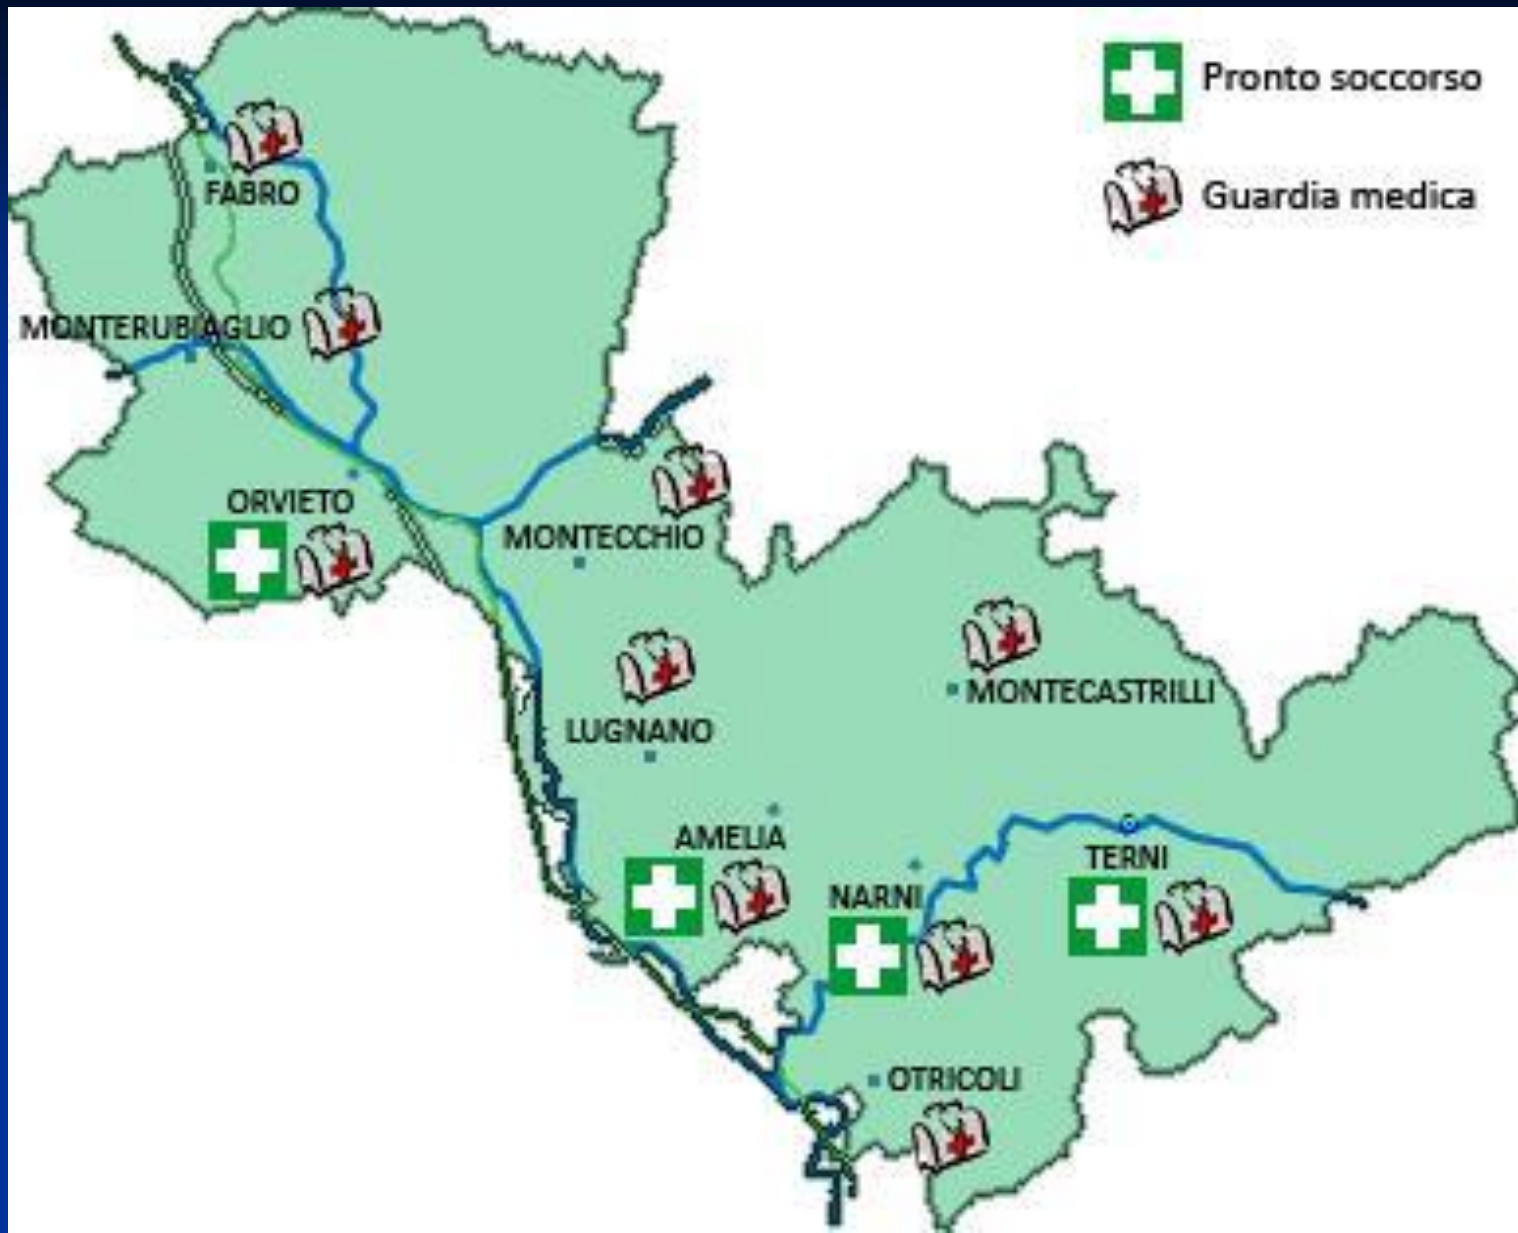 Pronto soccorso
Guardia medica
FABRO
MONTERUBIAGLIO
ORVIETO
MONTECCHIO
MONTECASTRILLI
LUGNANO
AMELIA
TERNI
NARNI
OTRICOLI